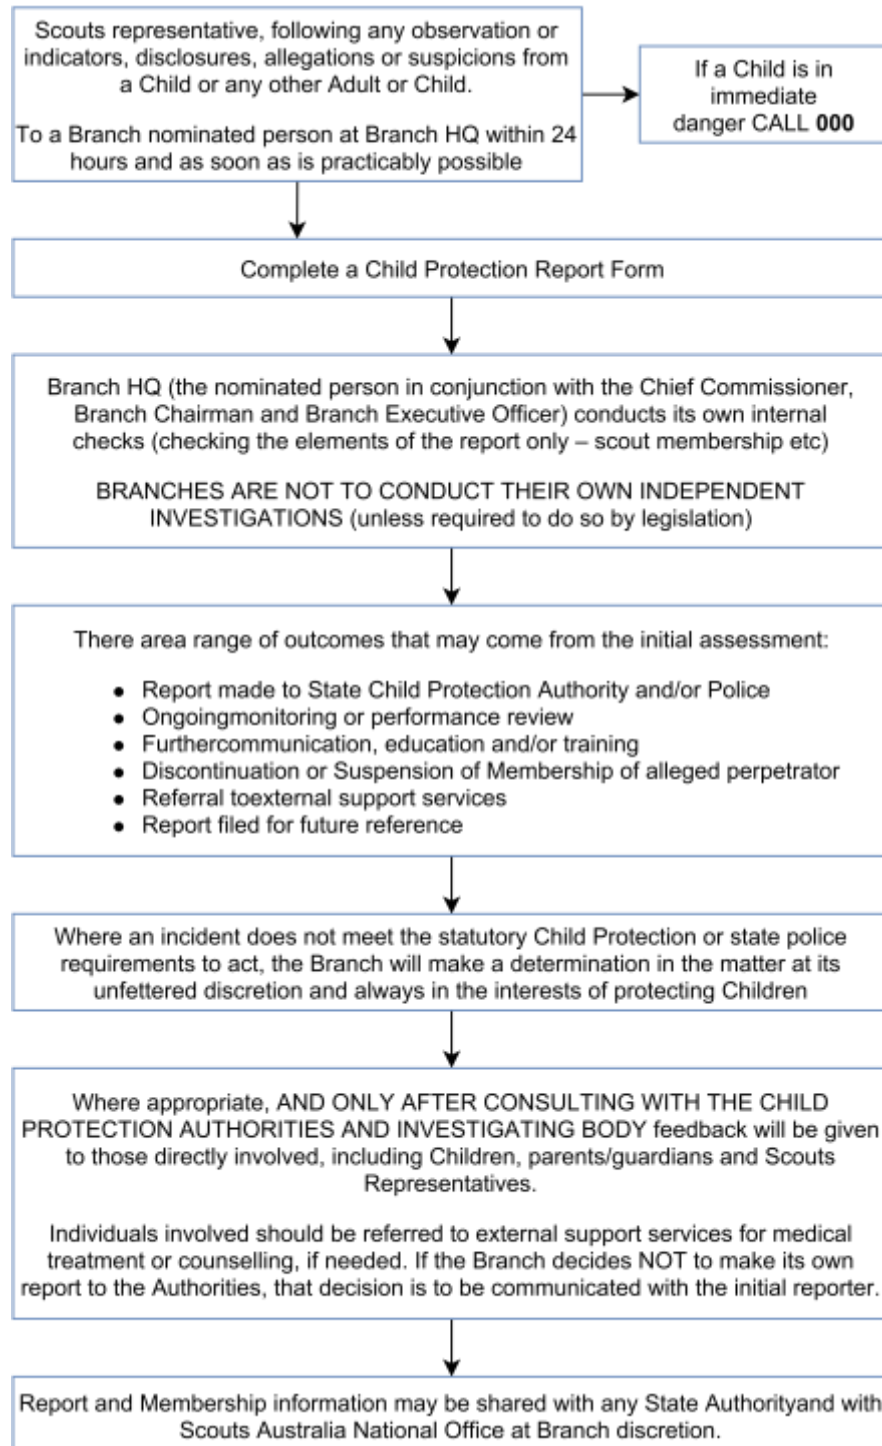 Scouts representative, following any observation or
indicators, disclosures, allegations or suspicions from
a Child or any other Adult or Child.
To a Branch nominated person at Branch HQ within 24
hours and as soon as is practicably possible
If a Child is in
immediate
danger CALL 000
Complete a Child Protection Report Form
Branch HQ (the nominated person in conjunction with the Chief Commissioner,
Branch Chairman and Branch Executive Officer) conducts its own internal
checks (checking the elements of the report only – scout membership etc)
BRANCHES ARE NOT TO CONDUCT THEIR OWN INDEPENDENT
INVESTIGATIONS (unless required to do so by legislation)
There area range of outcomes that may come from the initial assessment:
● Report made to State Child Protection Authority and/or Police
● Ongoingmonitoring or performance review
● Furthercommunication, education and/or training
● Discontinuation or Suspension of Membership of alleged perpetrator
● Referral toexternal support services
● Report filed for future reference
Where an incident does not meet the statutory Child Protection or state police
requirements to act, the Branch will make a determination in the matter at its
unfettered discretion and always in the interests of protecting Children
Where appropriate, AND ONLY AFTER CONSULTING WITH THE CHILD
PROTECTION AUTHORITIES AND INVESTIGATING BODY feedback will be given
to those directly involved, including Children, parents/guardians and Scouts
Representatives.
Individuals involved should be referred to external support services for medical
treatment or counselling, if needed. If the Branch decides NOT to make its own
report to the Authorities, that decision is to be communicated with the initial reporter.
Report and Membership information may be shared with any State Authorityand with
Scouts Australia National Office at Branch discretion.